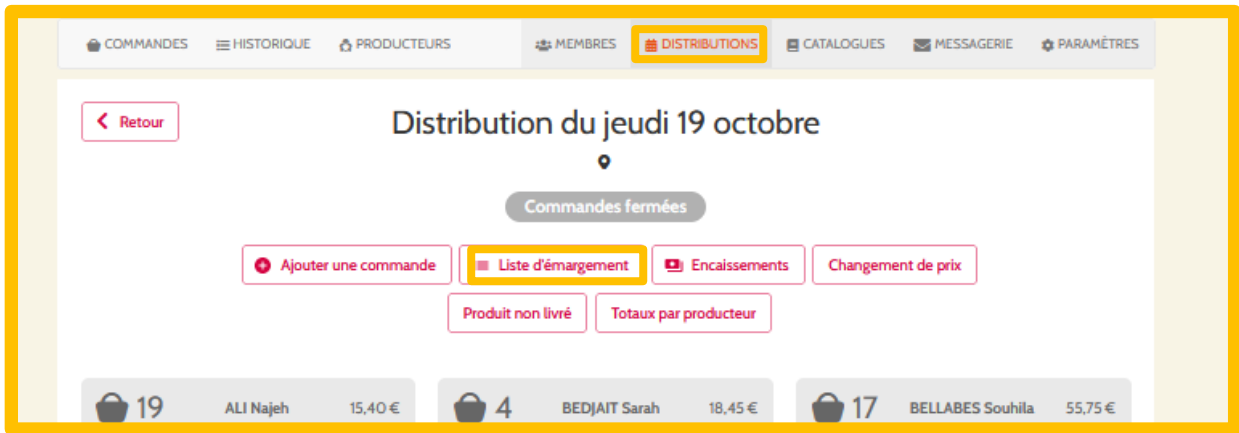 COMMANDES HISTORIQUE PRODUCTEURS MEMBRES DISTRIBUTIONS CATALOGUES MESSAGERIE PARAMÈTRES
Retour
Distribution du jeudi 19 octobre
Commandes fermées
Ajouter une commande Liste d'émargement Encaissements Changement de prix
Produit non livré Totaux par producteur
19 ALI Najeh 15,40 € 4 BEDJAIT Sarah 18,45 € 17 BELLABES Souhila 55,75 €